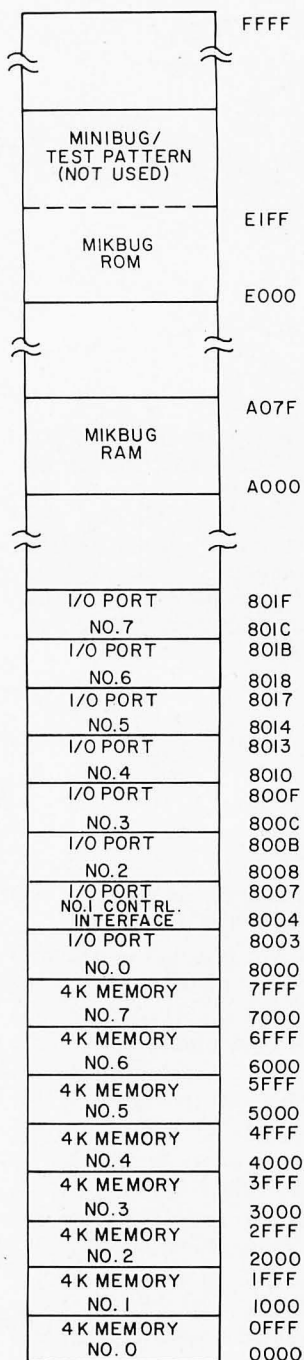 FFFF
MINIBUG/
TEST PATTERN
(NOT USED)
E1FF
MIKBUG
ROM
E000
A07F
MIKBUG
RAM
A000
I/O PORT 801F
NO.7 801C
I/O PORT 801B
NO.6 8018
I/O PORT 8017
NO.5 8014
I/O PORT 8013
NO.4 8010
I/O PORT 800F
NO.3 800C
I/O PORT 800B
NO.2 8008
I/O PORT 8007
NO.1 CONTRL.
INTERFACE 8004
I/O PORT 8003
NO.0 8000
4K MEMORY 7FFF
NO.7 7000
4K MEMORY 6FFF
NO.6 6000
4K MEMORY 5FFF
NO.5 5000
4K MEMORY 4FFF
NO.4 4000
4K MEMORY 3FFF
NO.3 3000
4K MEMORY 2FFF
NO.2 2000
4K MEMORY 1FFF
NO.1 1000
4K MEMORY 0FFF
NO.0 0000